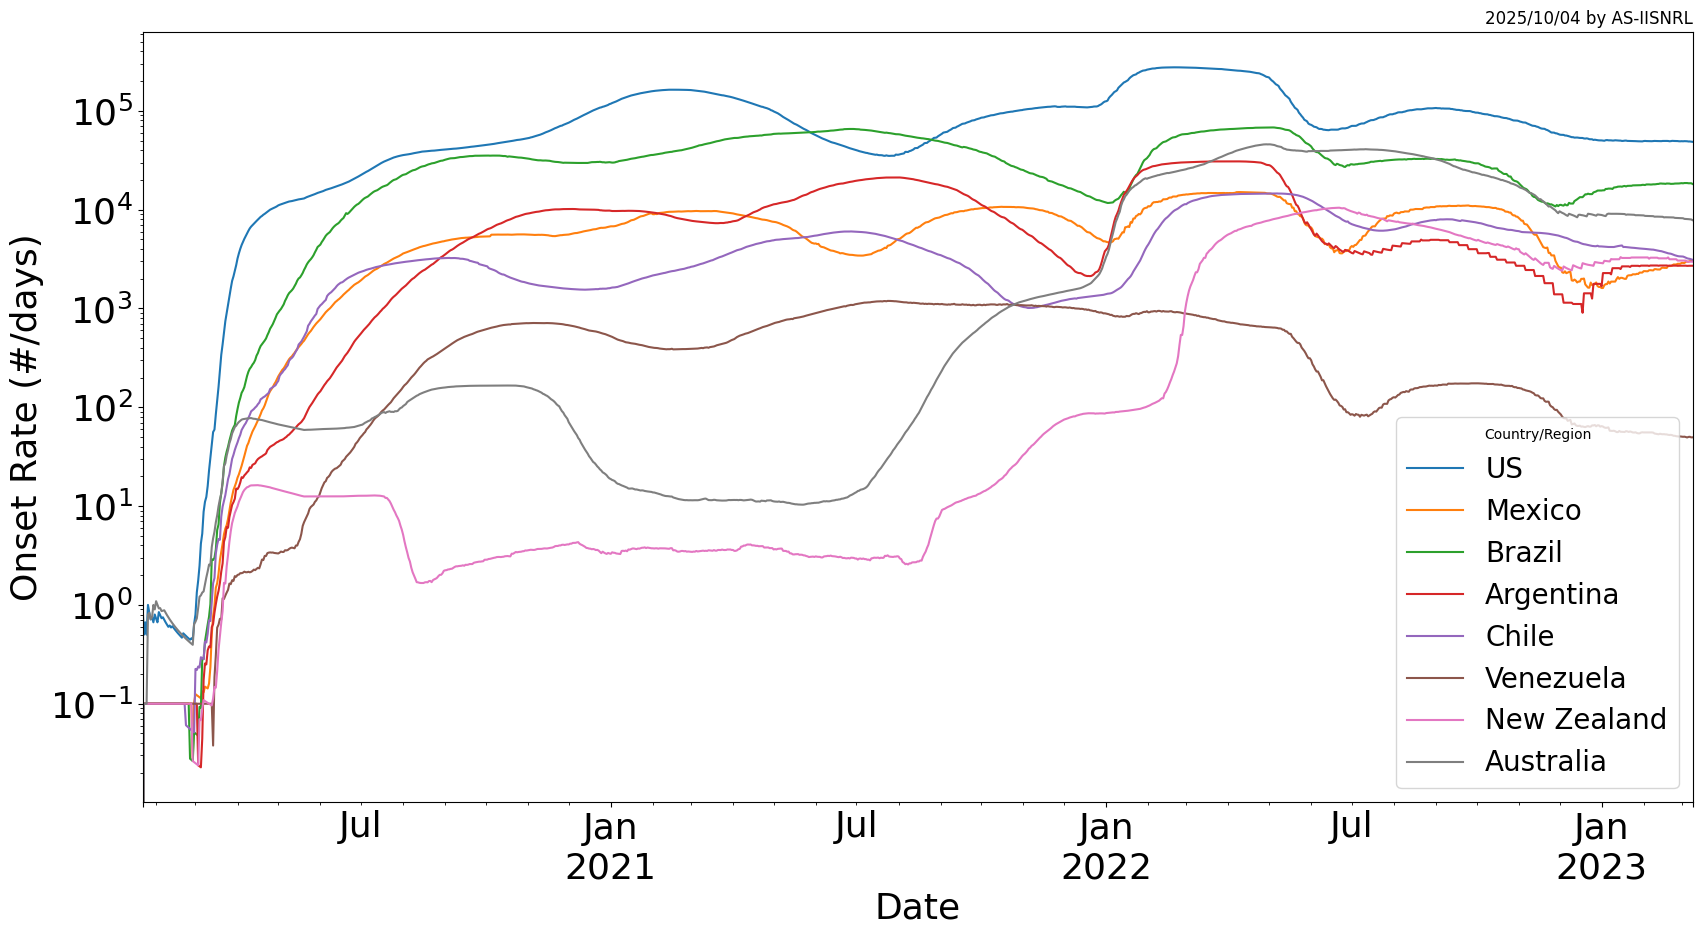 2025/10/04 by AS-IISNRL
Onset Rate (#/days)
10^5
10^4
10^3
10^2
10^1
10^0
10^−1
Country/Region
US
Mexico
Brazil
Argentina
Chile
Venezuela
New Zealand
Australia
Jul Jan Jul Jan Jul Jan
2021 2022 2023
Date